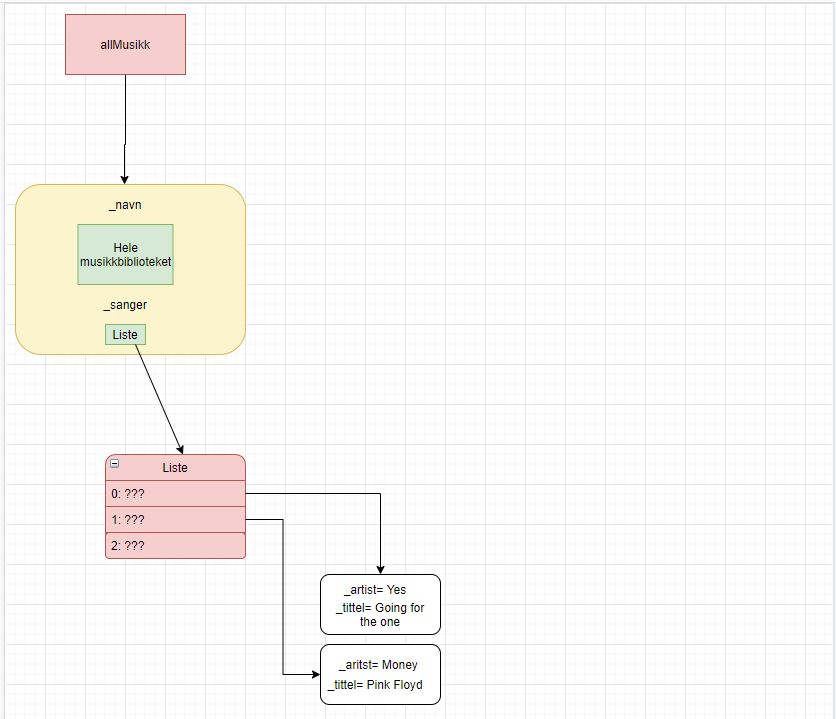 allMusikk
_navn
Hele
musikkbiblioteket
_sanger
Liste
Liste
0: ???
1: ???
2: ???
_artist= Yes
_tittel= Going for
the one
_aritst= Money
_tittel= Pink Floyd